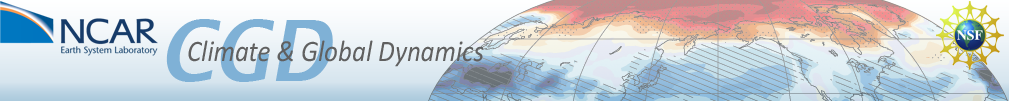 NCAR
Earth System Laboratory
CGD
Climate & Global Dynamics
NSF